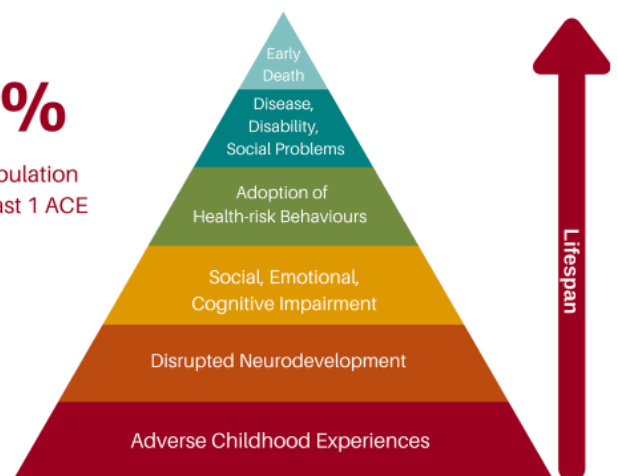 %
ast 1 ACE
Early
Death
Disease,
Disability,
Social Problems
Adoption of
Health-risk Behaviours
Social, Emotional,
Cognitive Impairment
Disrupted Neurodevelopment
Adverse Childhood Experiences
Lifespan